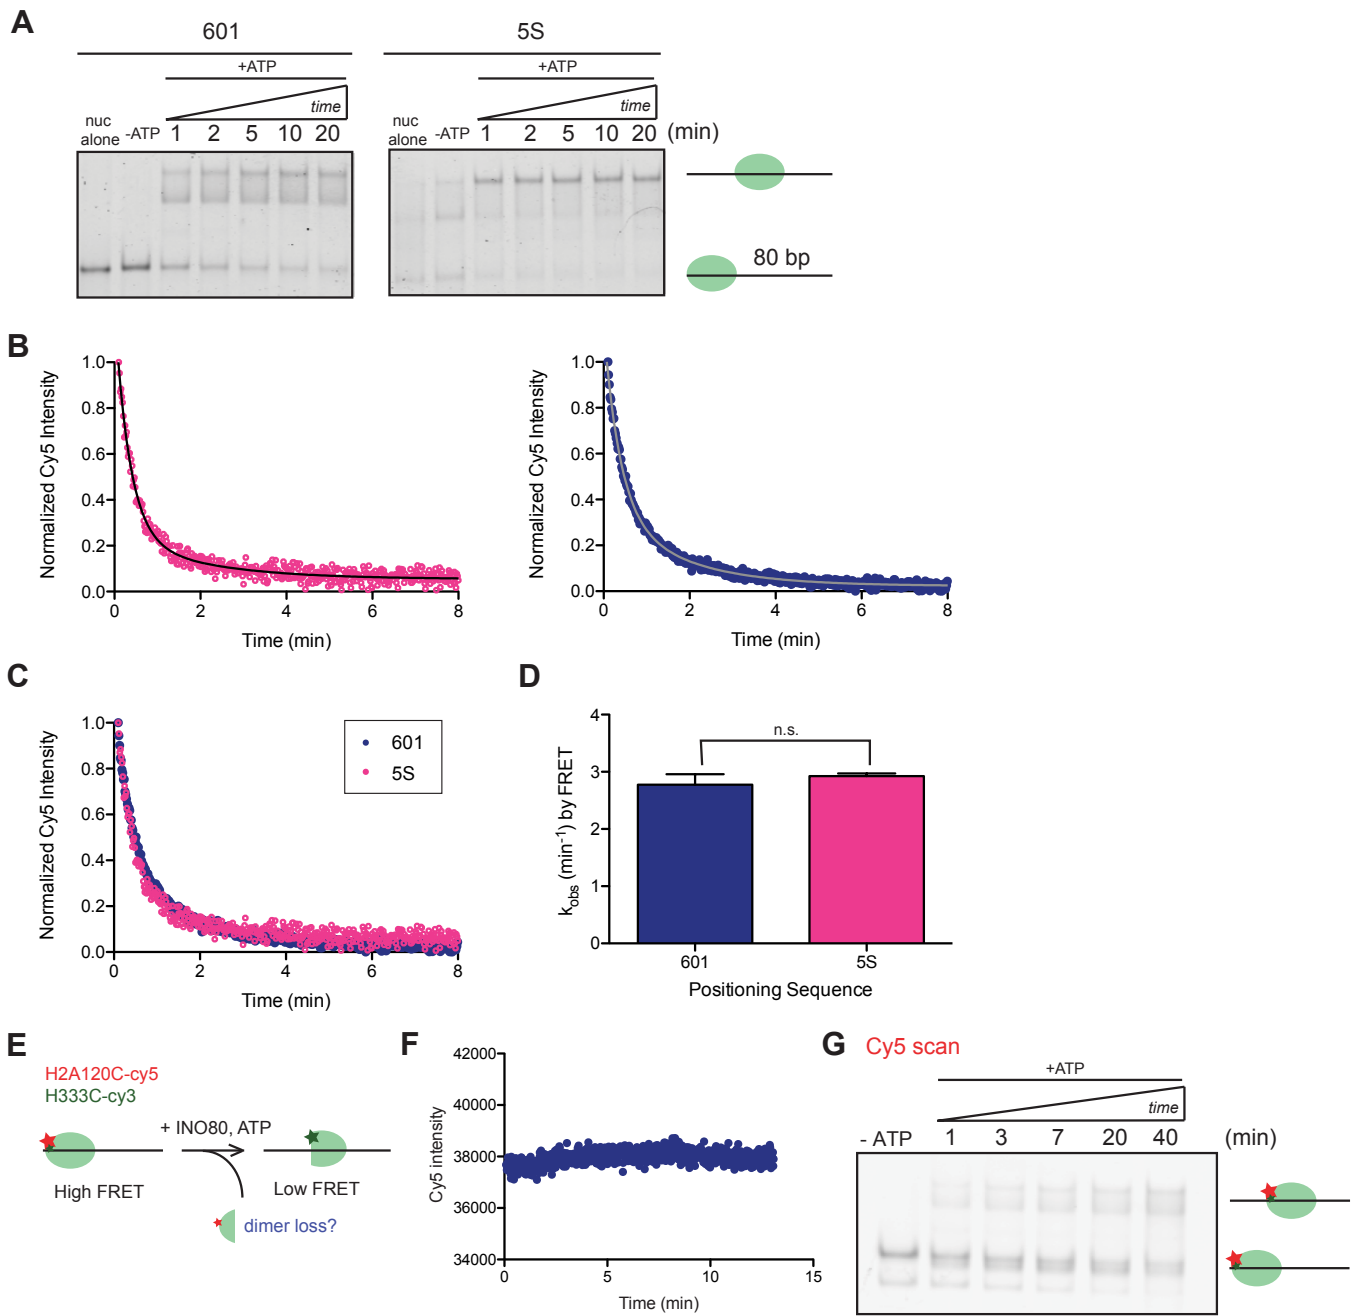 A
601
5S
+ATP
+ATP
time
time
nuc alone
-ATP
1 2 5 10 20
nuc alone
-ATP
1 2 5 10 20 (min)
80 bp
B
Normalized Cy5 Intensity
1.0
0.8
0.6
0.4
0.2
0.0
0 2 4 6 8
Time (min)
Normalized Cy5 Intensity
1.0
0.8
0.6
0.4
0.2
0.0
0 2 4 6 8
Time (min)
C
Normalized Cy5 Intensity
1.0
0.8
0.6
0.4
0.2
0.0
0 2 4 6 8
Time (min)
601
5S
D
kobs (min-1) by FRET
4
3
2
1
0
n.s.
601 5S
Positioning Sequence
E
H2A120C-cy5
H333C-cy3
+ INO80, ATP
High FRET
Low FRET
dimer loss?
F
Cy5 intensity
42000
40000
38000
36000
34000
0 5 10 15
Time (min)
G Cy5 scan
+ATP
time
- ATP 1 3 7 20 40 (min)